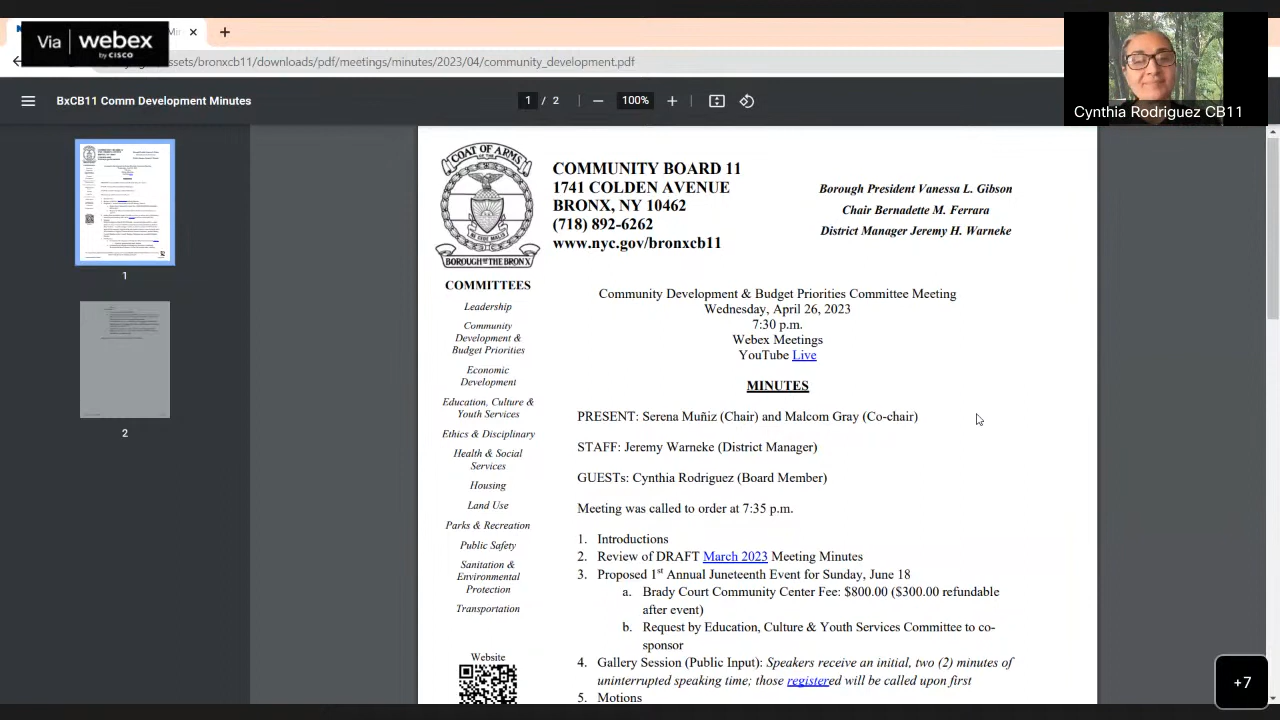 Via webex
by CISCO
ssets/bronxcb11/downloads/pdf/meetings/minutes/2023/04/community_development.pdf
BxCB11 Comm Development Minutes
1 / 2
100%
Cynthia Rodriguez CB11
1
2
COAT OF ARMS
BOROUGH OF THE BRONX
COMMUNITY BOARD 11
1741 COLDEN AVENUE
BRONX, NY 10462
(718) 892-6262
www.nyc.gov/bronxcb11
Borough President Vanessa L. Gibson
Chair Bernadette M. Ferrara
District Manager Jeremy H. Warneke
COMMITTEES
Leadership
Community
Development &
Budget Priorities
Economic
Development
Education, Culture &
Youth Services
Ethics & Disciplinary
Health & Social
Services
Housing
Land Use
Parks & Recreation
Public Safety
Sanitation &
Environmental
Protection
Transportation
Website
Community Development & Budget Priorities Committee Meeting
Wednesday, April 26, 2023
7:30 p.m.
Webex Meetings
YouTube Live
MINUTES
PRESENT: Serena Muñiz (Chair) and Malcom Gray (Co-chair)
STAFF: Jeremy Warneke (District Manager)
GUESTs: Cynthia Rodriguez (Board Member)
Meeting was called to order at 7:35 p.m.
1. Introductions
2. Review of DRAFT March 2023 Meeting Minutes
3. Proposed 1st Annual Juneteenth Event for Sunday, June 18
a. Brady Court Community Center Fee: $800.00 ($300.00 refundable
after event)
b. Request by Education, Culture & Youth Services Committee to co-
sponsor
4. Gallery Session (Public Input): Speakers receive an initial, two (2) minutes of
uninterrupted speaking time; those registered will be called upon first
5. Motions
+7